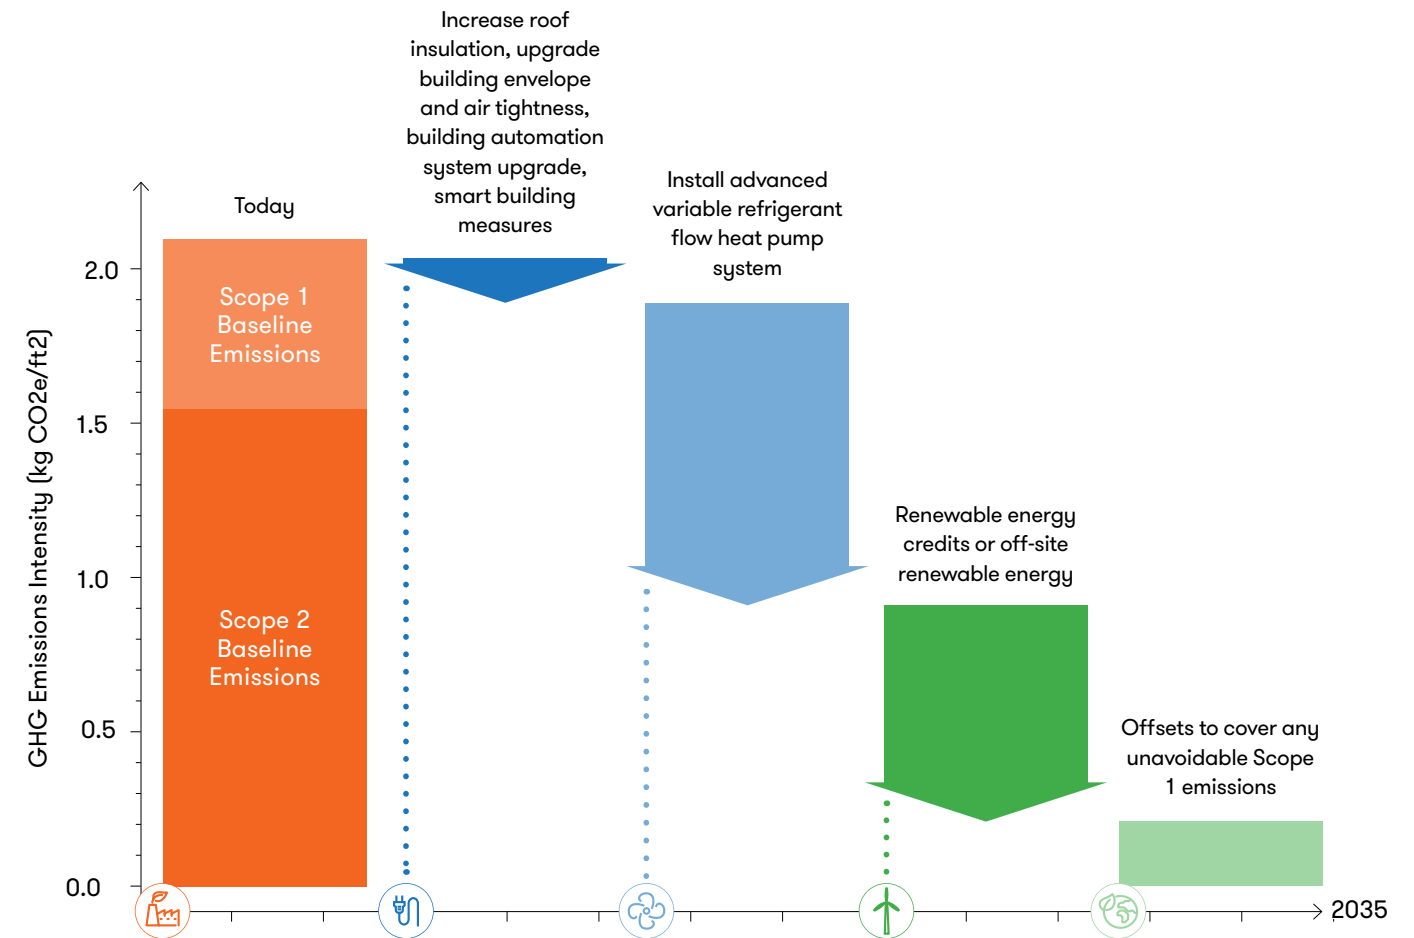 Increase roof
insulation, upgrade
building envelope
and air tightness,
building automation
system upgrade,
smart building
measures
Install advanced
variable refrigerant
flow heat pump
system
Today
2.0
Scope 1
Baseline
Emissions
GHG Emissions Intensity (kg CO2e/ft2)
1.5
Renewable energy
credits or off-site
renewable energy
1.0
Scope 2
Baseline
Emissions
0.5
Offsets to cover any
unavoidable Scope
1 emissions
0.0
2035